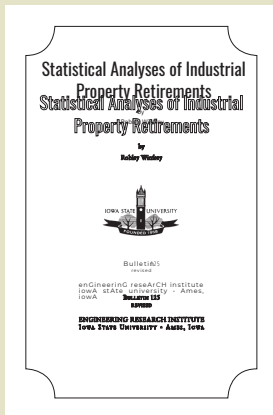 Statistical Analyses of Industrial
Property Retirements
Statistical Analyses of Industrial
Property Retirements
by
Robley Winfrey
IOWA STATE UNIVERSITY
FOUNDED 1858
Bulletin 125
revised
enGineerinG reseArCH institute
iowA stAte university - Ames,
iowA
BULLETIN 125
REVISED
ENGINEERING RESEARCH INSTITUTE
IOWA STATE UNIVERSITY • AMES, IOWA